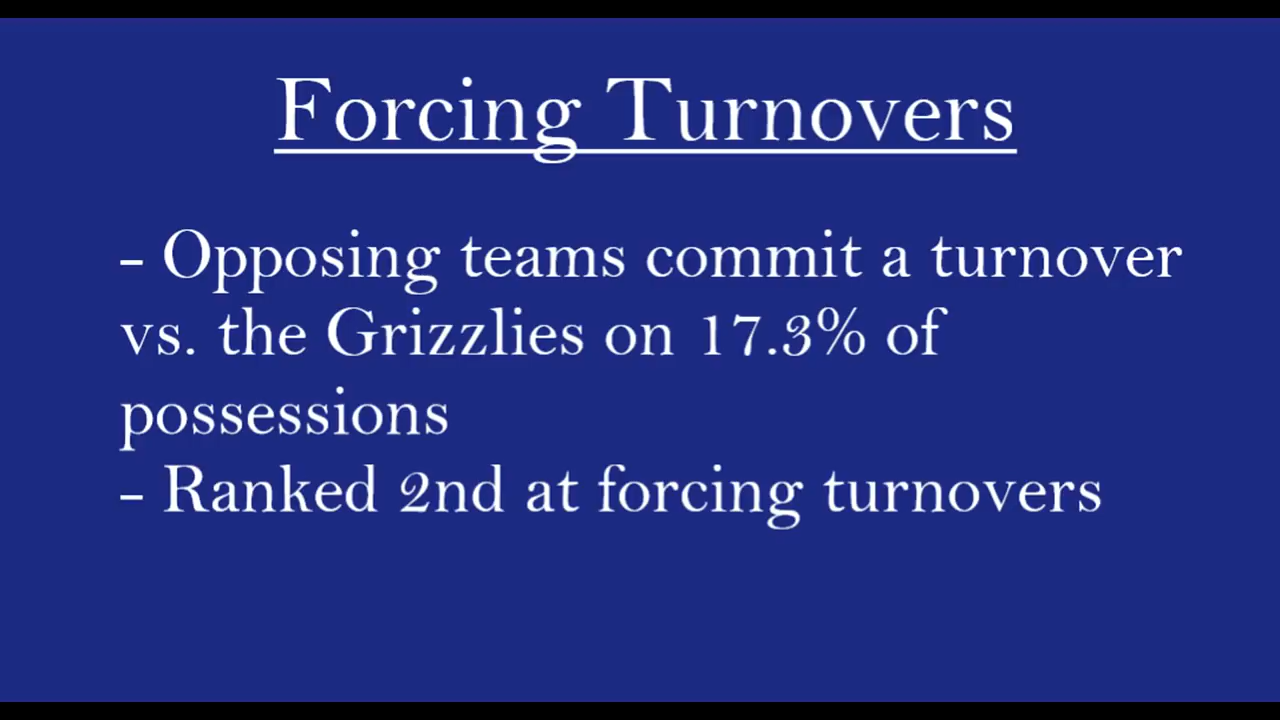 Forcing Turnovers
- Opposing teams commit a turnover
vs. the Grizzlies on 17.3% of
possessions
- Ranked 2nd at forcing turnovers